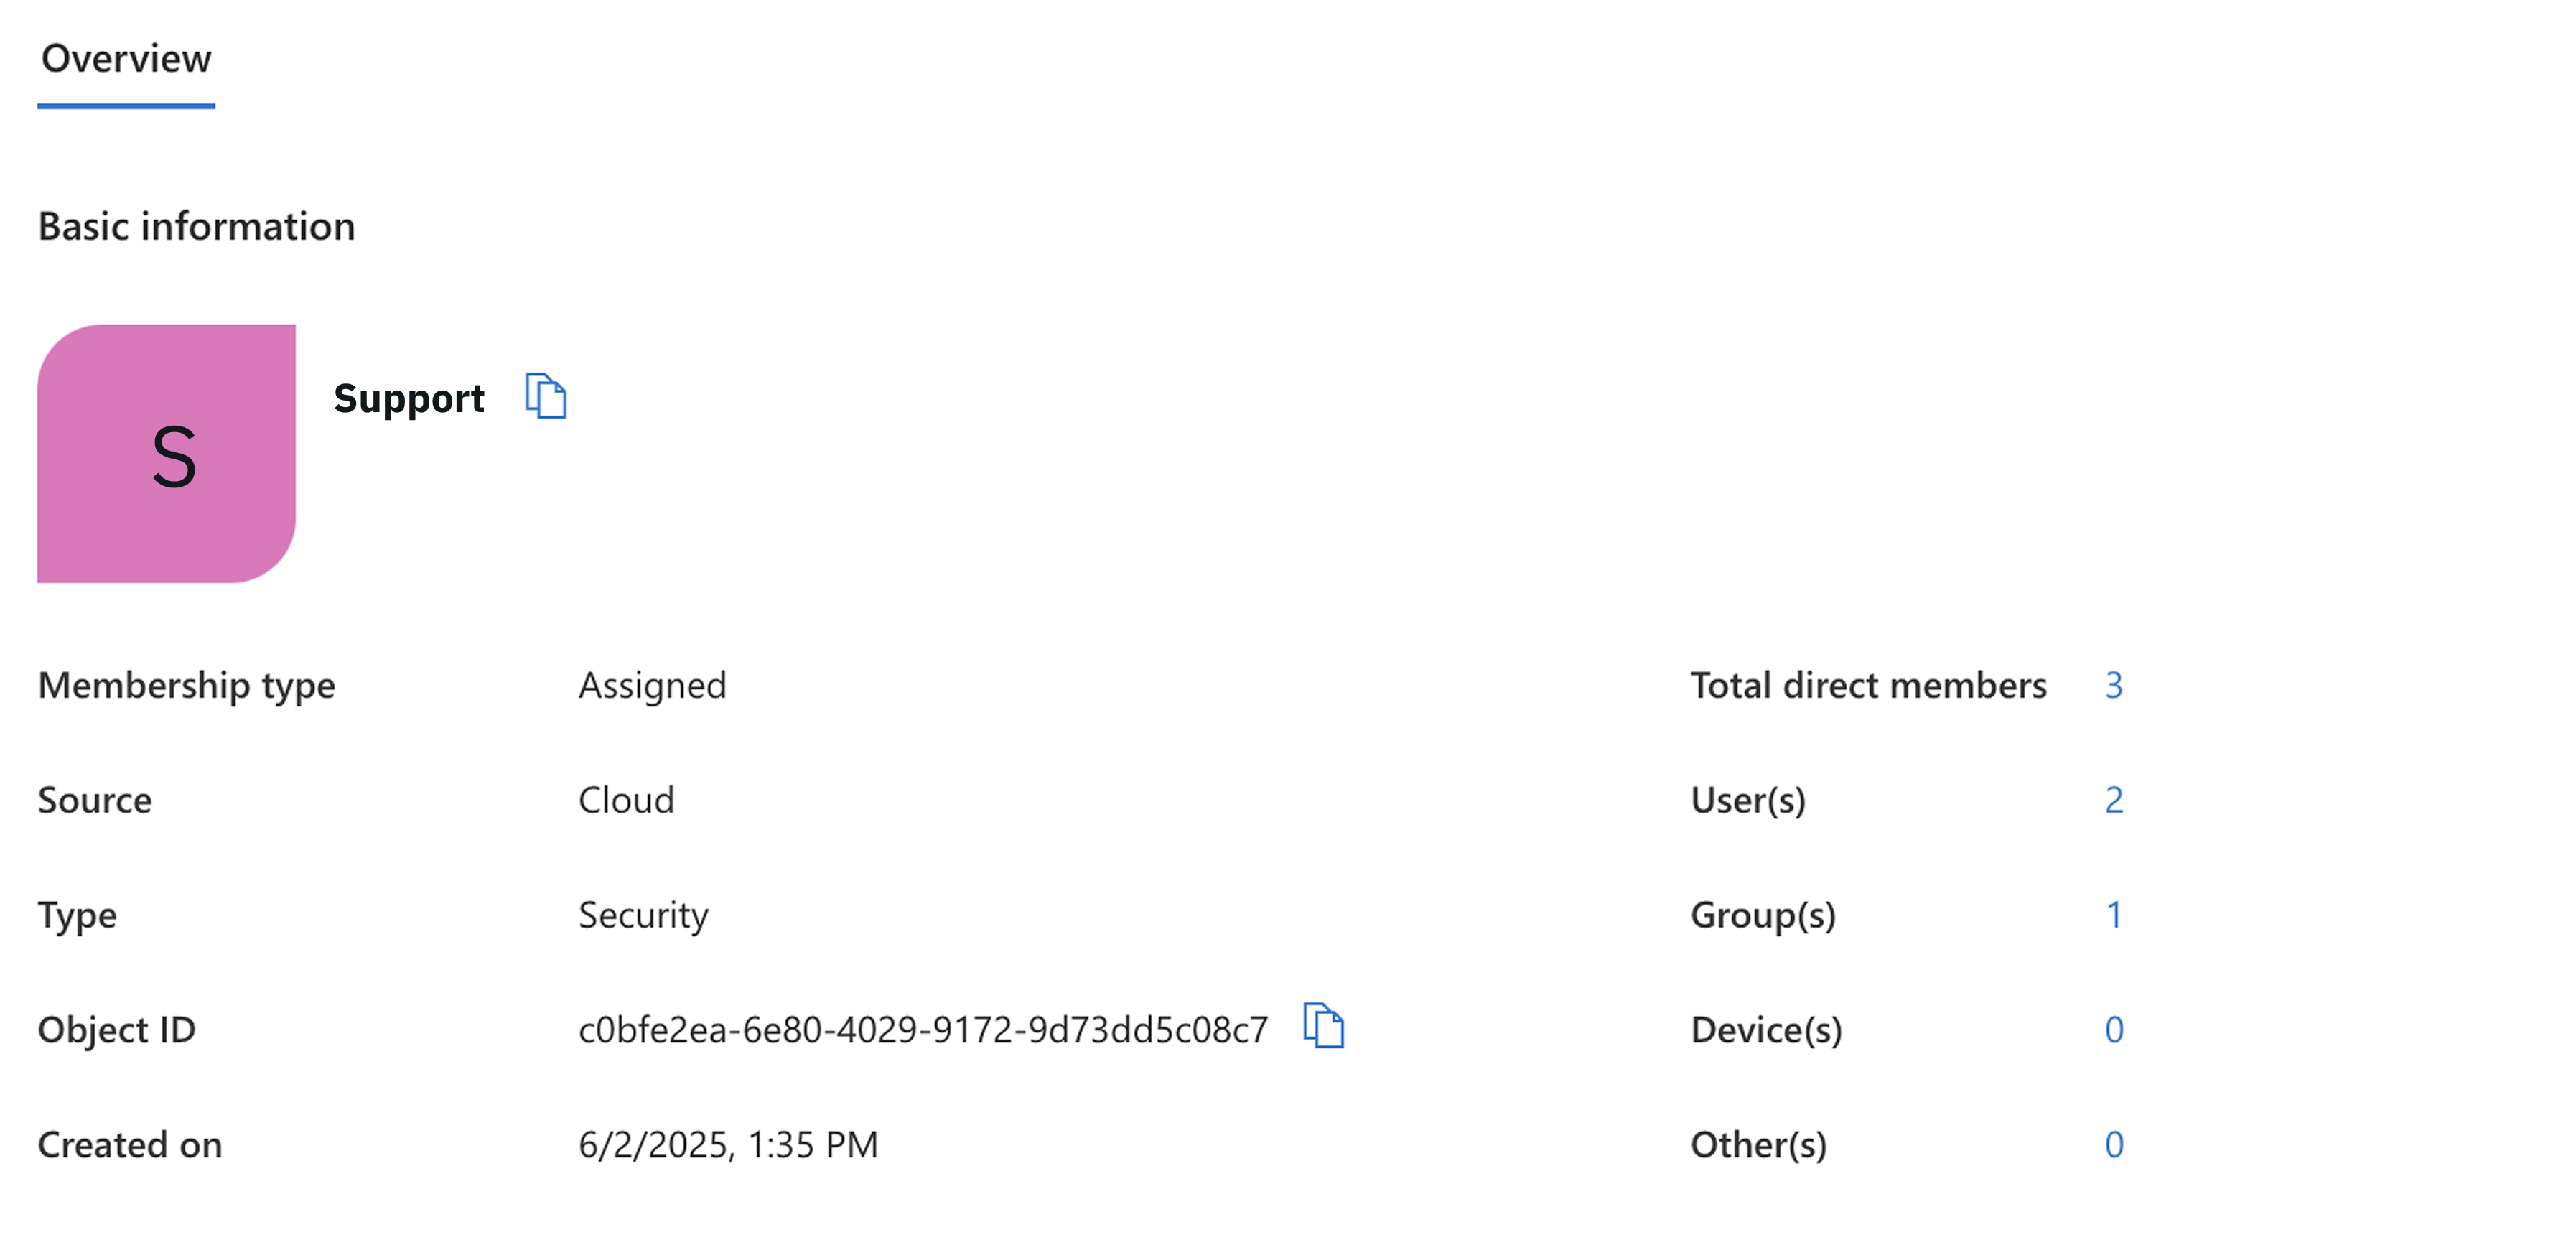 Overview
Basic information
S
Support
Membership type Assigned Total direct members 3
Source Cloud User(s) 2
Type Security Group(s) 1
Object ID c0bfe2ea-6e80-4029-9172-9d73dd5c08c7 Device(s) 0
Created on 6/2/2025, 1:35 PM Other(s) 0